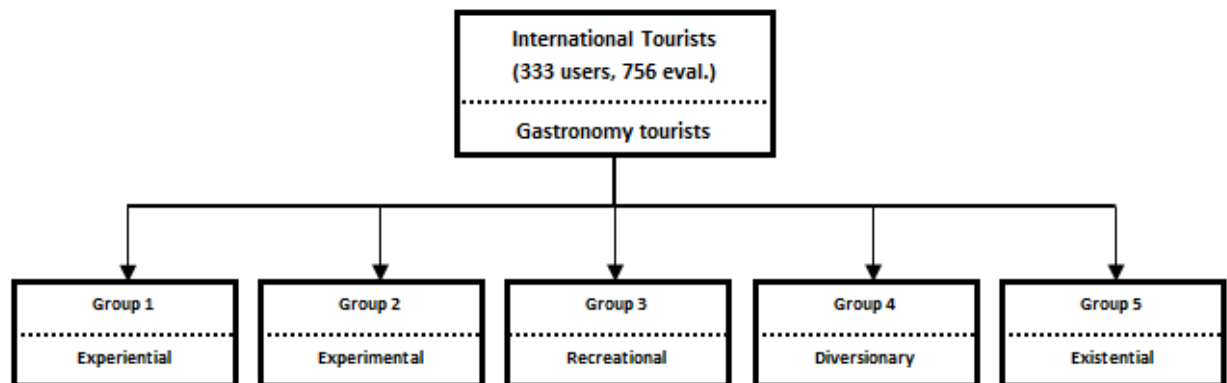 International Tourists
(333 users, 756 eval.)
Gastronomy tourists
Group 1
Experiential
Group 2
Experimental
Group 3
Recreational
Group 4
Diversionary
Group 5
Existential